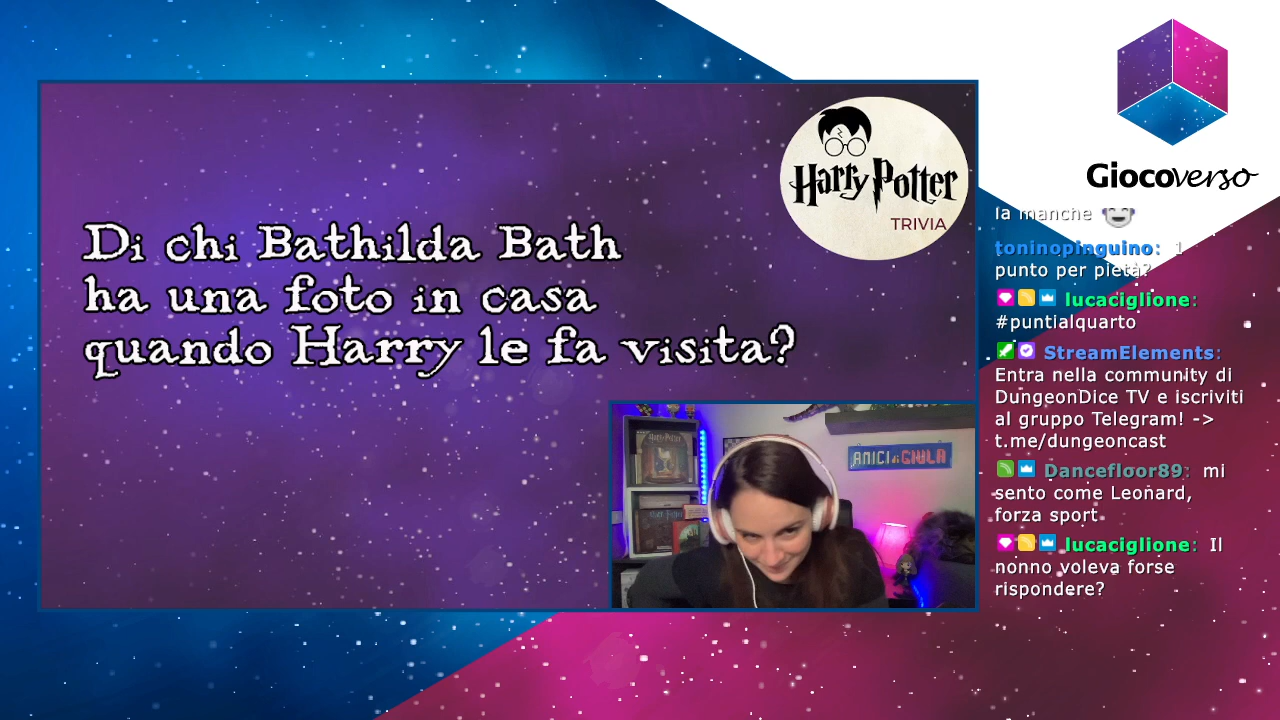 Di chi Bathilda Bath
ha una foto in casa
quando Harry le fa visita?
Harry Potter
TRIVIA
AMICI di GIULA
Giocoverso
la manche
toninopinguino: 1
punto per pietà?
lucaciglione:
#puntialquarto
StreamElements:
Entra nella community di
DungeonDice TV e iscriviti
al gruppo Telegram! ->
t.me/dungeoncast
Dancefloor89: mi
sento come Leonard,
forza sport
lucaciglione: Il
nonno voleva forse
rispondere?